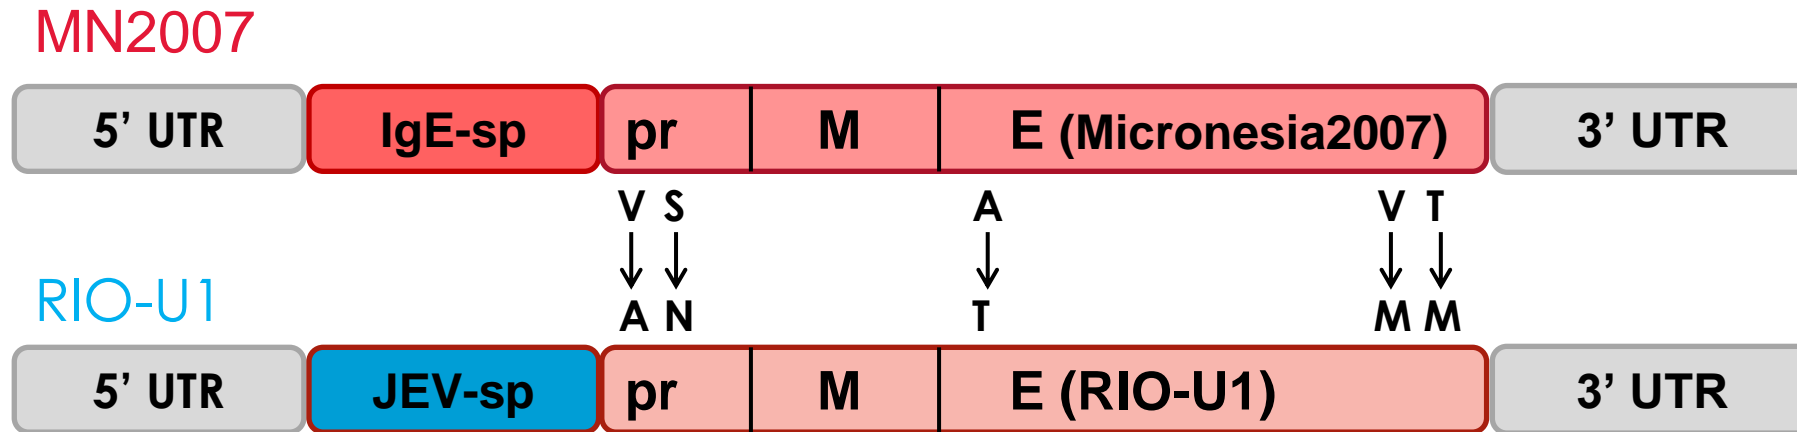 MN2007
5’ UTR IgE-sp pr M E (Micronesia2007) 3’ UTR
V S A V T
A N T M M
RIO-U1
5’ UTR JEV-sp pr M E (RIO-U1) 3’ UTR